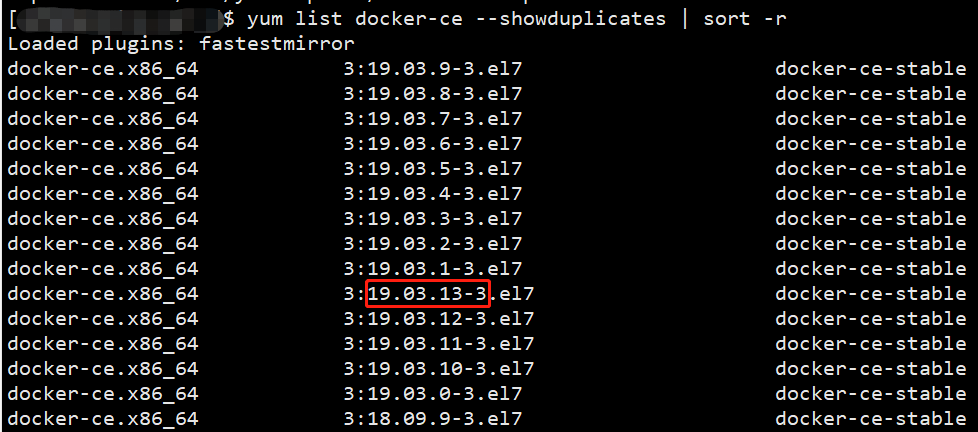 [ $ yum list docker-ce --showduplicates | sort -r
Loaded plugins: fastestmirror
docker-ce.x86_64 3:19.03.9-3.el7 docker-ce-stable
docker-ce.x86_64 3:19.03.8-3.el7 docker-ce-stable
docker-ce.x86_64 3:19.03.7-3.el7 docker-ce-stable
docker-ce.x86_64 3:19.03.6-3.el7 docker-ce-stable
docker-ce.x86_64 3:19.03.5-3.el7 docker-ce-stable
docker-ce.x86_64 3:19.03.4-3.el7 docker-ce-stable
docker-ce.x86_64 3:19.03.3-3.el7 docker-ce-stable
docker-ce.x86_64 3:19.03.2-3.el7 docker-ce-stable
docker-ce.x86_64 3:19.03.1-3.el7 docker-ce-stable
docker-ce.x86_64 3:19.03.13-3.el7 docker-ce-stable
docker-ce.x86_64 3:19.03.12-3.el7 docker-ce-stable
docker-ce.x86_64 3:19.03.11-3.el7 docker-ce-stable
docker-ce.x86_64 3:19.03.10-3.el7 docker-ce-stable
docker-ce.x86_64 3:19.03.0-3.el7 docker-ce-stable
docker-ce.x86_64 3:18.09.9-3.el7 docker-ce-stable